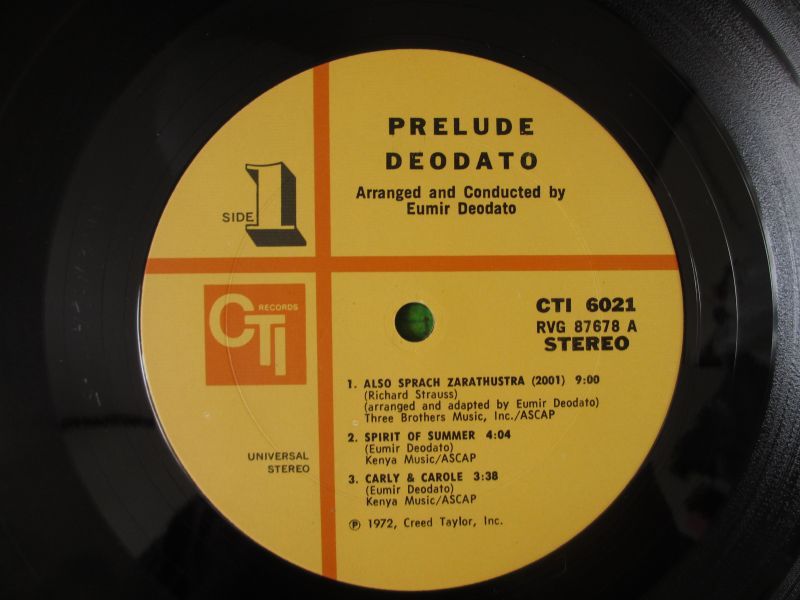 PRELUDE
DEODATO
Arranged and Conducted by
Eumir Deodato
SIDE 1
CTI RECORDS
CTI 6021
RVG 87678 A
STEREO
1. ALSO SPRACH ZARATHUSTRA (2001) 9:00
(Richard Strauss)
(arranged and adapted by Eumir Deodato)
Three Brothers Music, Inc./ASCAP
2. SPIRIT OF SUMMER 4:04
(Eumir Deodato)
Kenya Music/ASCAP
3. CARLY & CAROLE 3:38
(Eumir Deodato)
Kenya Music/ASCAP
℗ 1972, Creed Taylor, Inc.
UNIVERSAL
STEREO